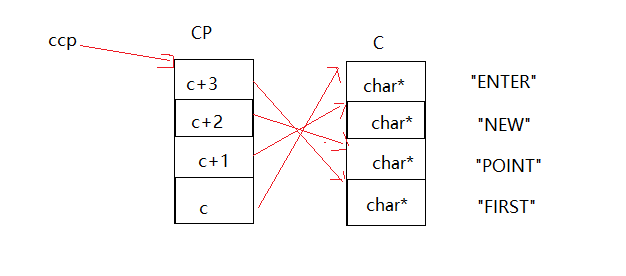 ccp
CP
C
c+3
char*
"ENTER"
c+2
char*
"NEW"
c+1
char*
"POINT"
c
char*
"FIRST"